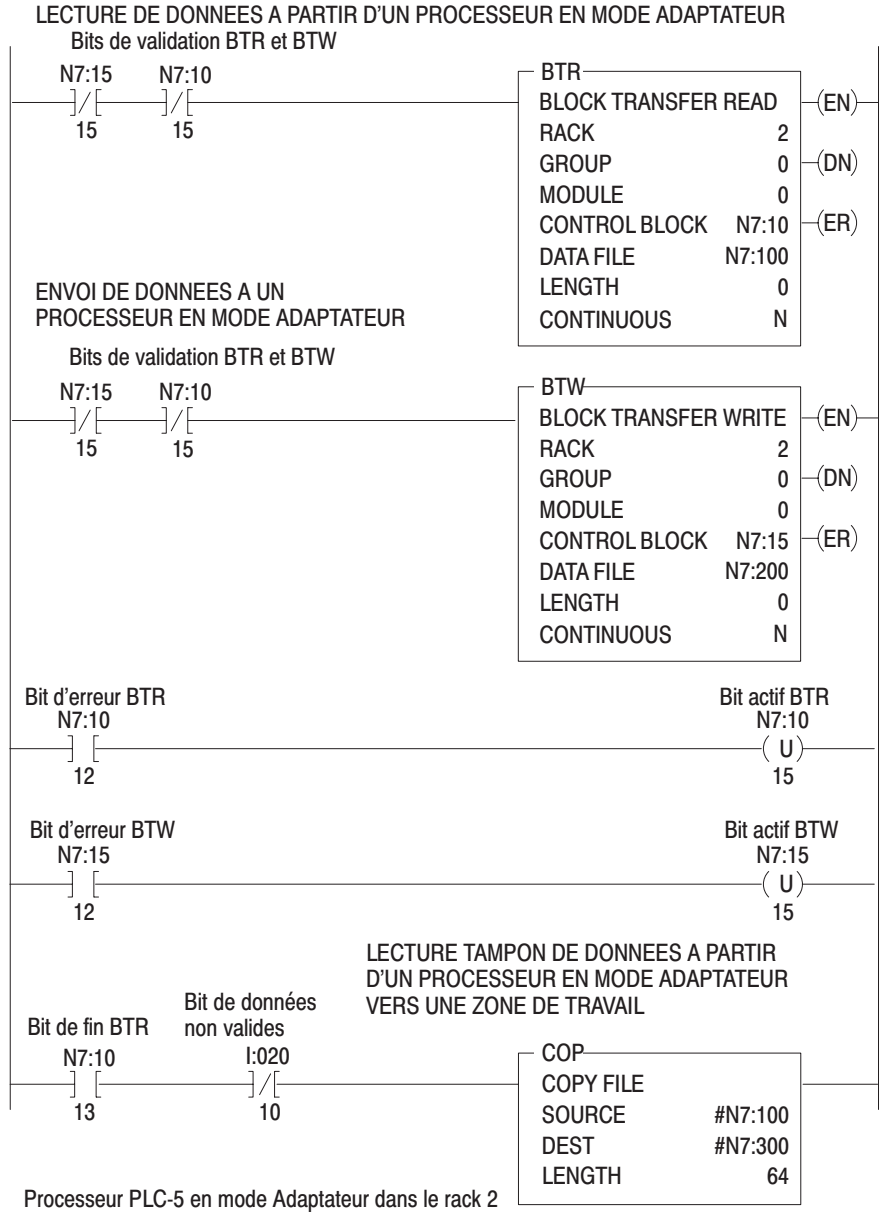 LECTURE DE DONNEES A PARTIR D'UN PROCESSEUR EN MODE ADAPTATEUR
Bits de validation BTR et BTW
N7:15 N7:10
15 15
BTR
BLOCK TRANSFER READ (EN)
RACK 2
GROUP 0 (DN)
MODULE 0
CONTROL BLOCK N7:10 (ER)
DATA FILE N7:100
LENGTH 0
CONTINUOUS N
ENVOI DE DONNEES A UN
PROCESSEUR EN MODE ADAPTATEUR
Bits de validation BTR et BTW
N7:15 N7:10
15 15
BTW
BLOCK TRANSFER WRITE (EN)
RACK 2
GROUP 0 (DN)
MODULE 0
CONTROL BLOCK N7:15 (ER)
DATA FILE N7:200
LENGTH 0
CONTINUOUS N
Bit d'erreur BTR Bit actif BTR
N7:10 N7:10
(U)
12 15
Bit d'erreur BTW Bit actif BTW
N7:15 N7:15
(U)
12 15
LECTURE TAMPON DE DONNEES A PARTIR
D'UN PROCESSEUR EN MODE ADAPTATEUR
VERS UNE ZONE DE TRAVAIL
Bit de fin BTR
Bit de données
non valides
N7:10 I:020
13 10
COP
COPY FILE
SOURCE #N7:100
DEST #N7:300
LENGTH 64
Processeur PLC-5 en mode Adaptateur dans le rack 2